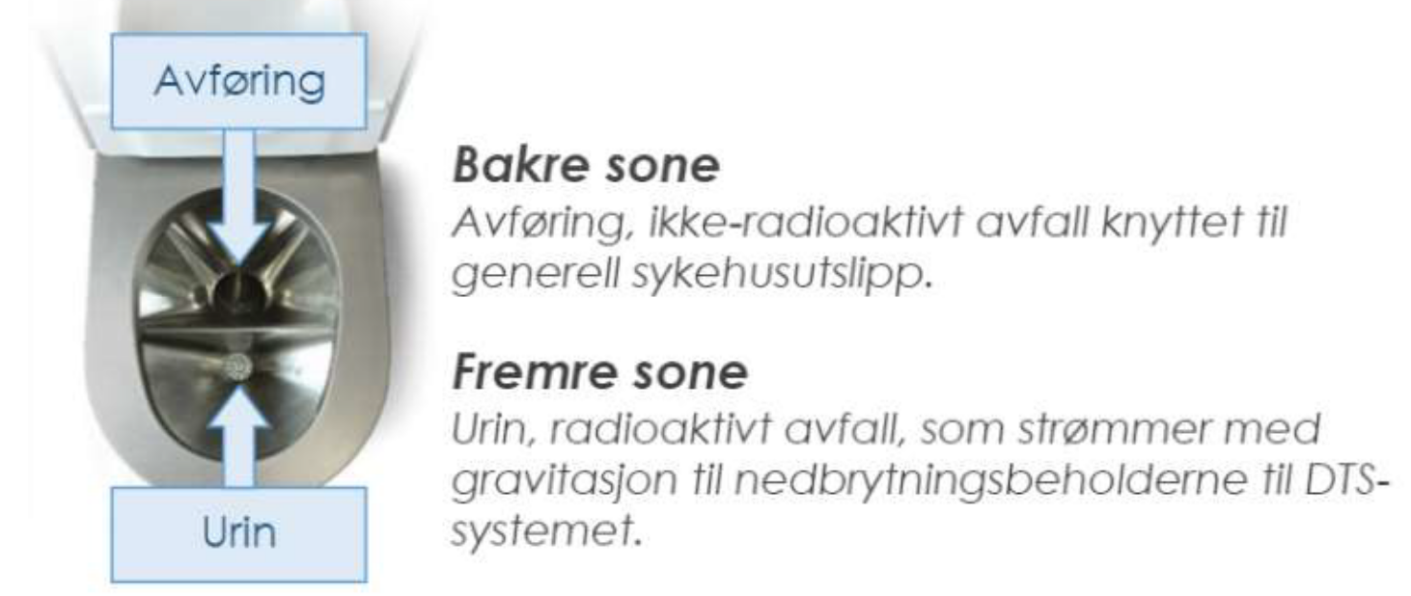 Avføring
Bakre sone
Avføring, ikke-radioaktivt avfall knyttet til
generell sykehusutslipp.
Fremre sone
Urin, radioaktivt avfall, som strømmer med
gravitasjon til nedbrytningsbeholderne til DTS-
systemet.
Urin